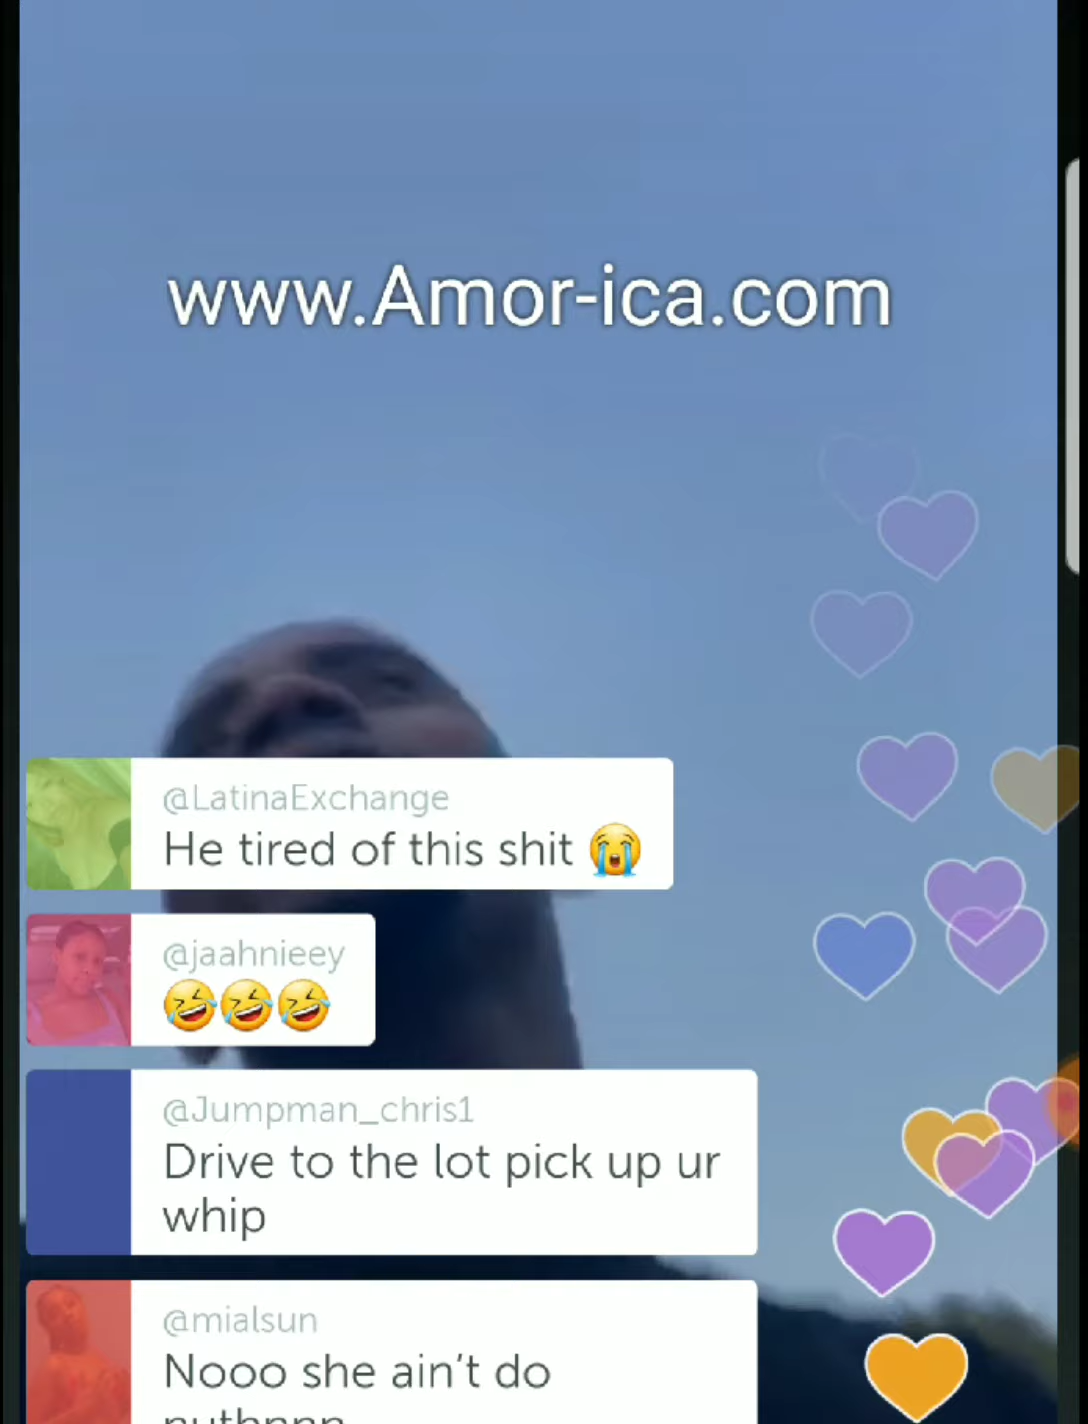 www.Amor-ica.com
@LatinaExchange
He tired of this shit 😭
@jaahnieey
🤣🤣🤣
@Jumpman_chris1
Drive to the lot pick up ur
whip
@mialsun
Nooo she ain't do